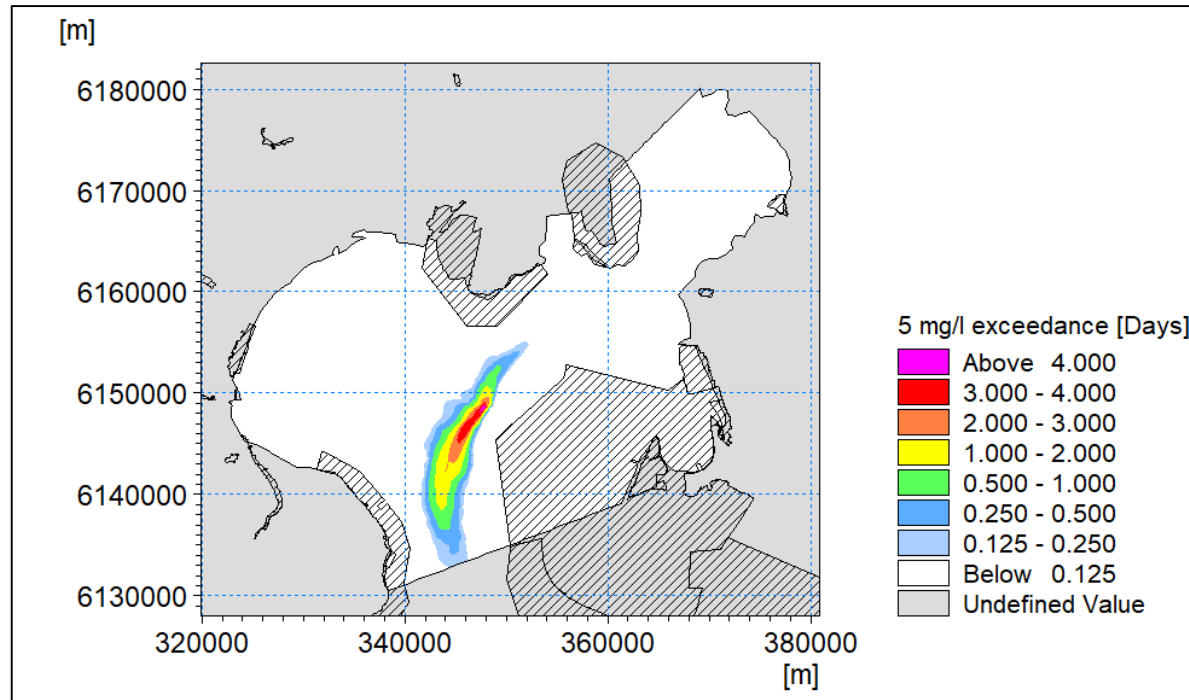 [m]
6180000
6170000
6160000
6150000
6140000
6130000
320000 340000 360000 380000
[m]
5 mg/l exceedance [Days]
Above 4.000
3.000 - 4.000
2.000 - 3.000
1.000 - 2.000
0.500 - 1.000
0.250 - 0.500
0.125 - 0.250
Below 0.125
Undefined Value